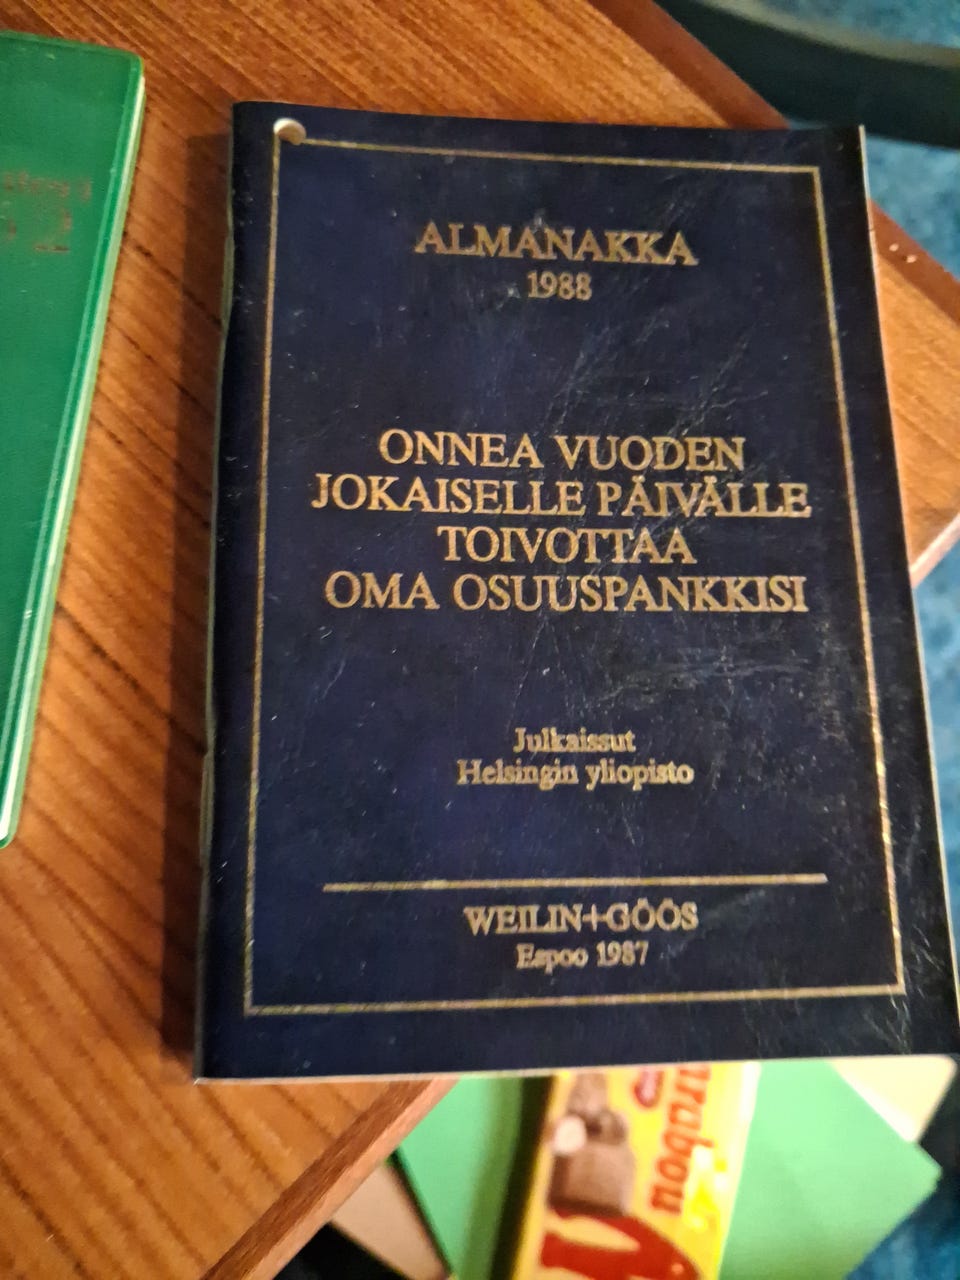 ALMANAKKA
1988
ONNEA VUODEN
JOKAISELLE PÄIVÄLLE
TOIVOTTAA
OMA OSUUSPANKKISI
Julkaissut
Helsingin yliopisto
WEILIN+GÖÖS
Espoo 1987